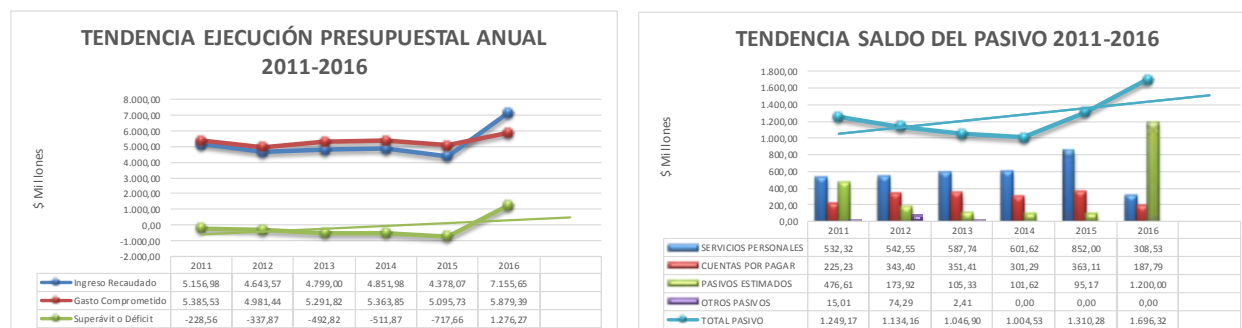 TENDENCIA EJECUCIÓN PRESUPUESTAL ANUAL
2011-2016
$ Millones
8.000,00
7.000,00
6.000,00
5.000,00
4.000,00
3.000,00
2.000,00
1.000,00
0,00
-1.000,00
-2.000,00
2011 2012 2013 2014 2015 2016
Ingreso Recaudado 5.156,98 4.643,57 4.799,00 4.851,98 4.378,07 7.155,65
Gasto Comprometido 5.385,53 4.981,44 5.291,82 5.363,85 5.095,73 5.879,39
Superávit o Déficit -228,56 -337,87 -492,82 -511,87 -717,66 1.276,27
TENDENCIA SALDO DEL PASIVO 2011-2016
$ Millones
1.800,00
1.600,00
1.400,00
1.200,00
1.000,00
800,00
600,00
400,00
200,00
0,00
2011 2012 2013 2014 2015 2016
SERVICIOS PERSONALES 532,32 542,55 587,74 601,62 852,00 308,53
CUENTAS POR PAGAR 225,23 343,40 351,41 301,29 363,11 187,79
PASIVOS ESTIMADOS 476,61 173,92 105,33 101,62 95,17 1.200,00
OTROS PASIVOS 15,01 74,29 2,41 0,00 0,00 0,00
TOTAL PASIVO 1.249,17 1.134,16 1.046,90 1.004,53 1.310,28 1.696,32